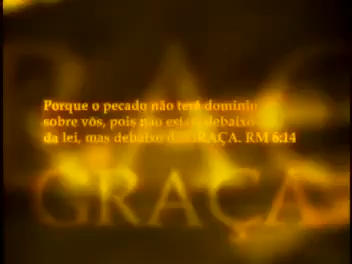 Porque o pecado não terá domínio
sobre vós, pois não estais debaixo
da lei, mas debaixo da GRAÇA. RM 6:14
GRAÇA